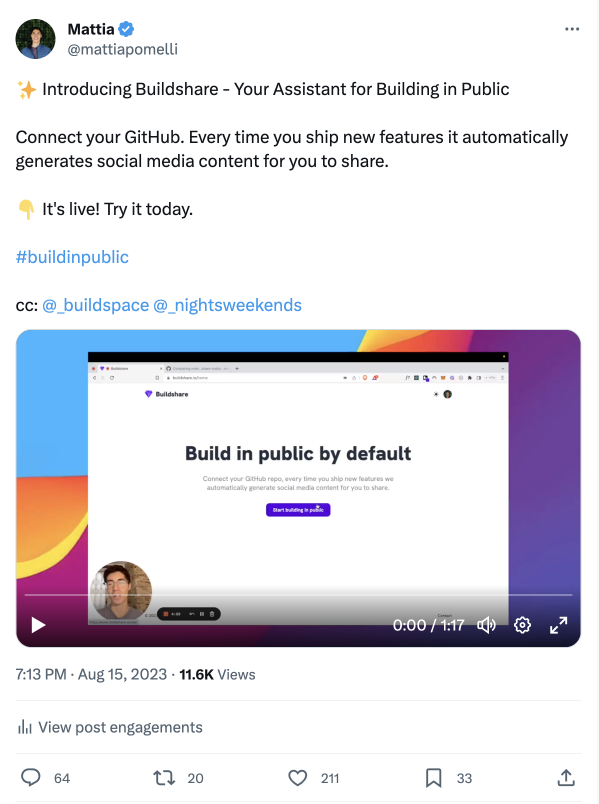 Mattia
@mattiapomelli
✨ Introducing Buildshare - Your Assistant for Building in Public
Connect your GitHub. Every time you ship new features it automatically
generates social media content for you to share.
👇 It's live! Try it today.
#buildinpublic
cc: @_buildspace @_nightsweekends
Buildshare
buildshare.io/home
Buildshare
Build in public by default
Connect your GitHub repo, every time you ship new features we
automatically generate social media content for you to share.
Start building in public
0:00 / 1:17
7:13 PM · Aug 15, 2023 · 11.6K Views
View post engagements
64 20 211 33